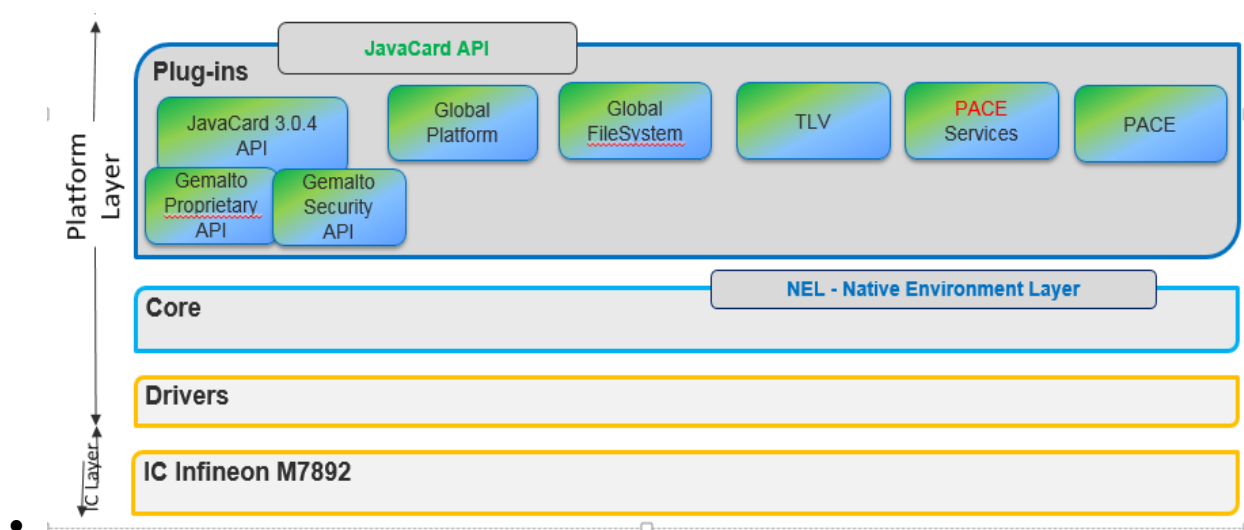 JavaCard API
Plug-ins
JavaCard 3.0.4
API
Global
Platform
Global
FileSystem
TLV
PACE
Services
PACE
Gemalto
Proprietary
API
Gemalto
Security
API
Platform
Layer
NEL - Native Environment Layer
Core
Drivers
IC Layer
IC Infineon M7892